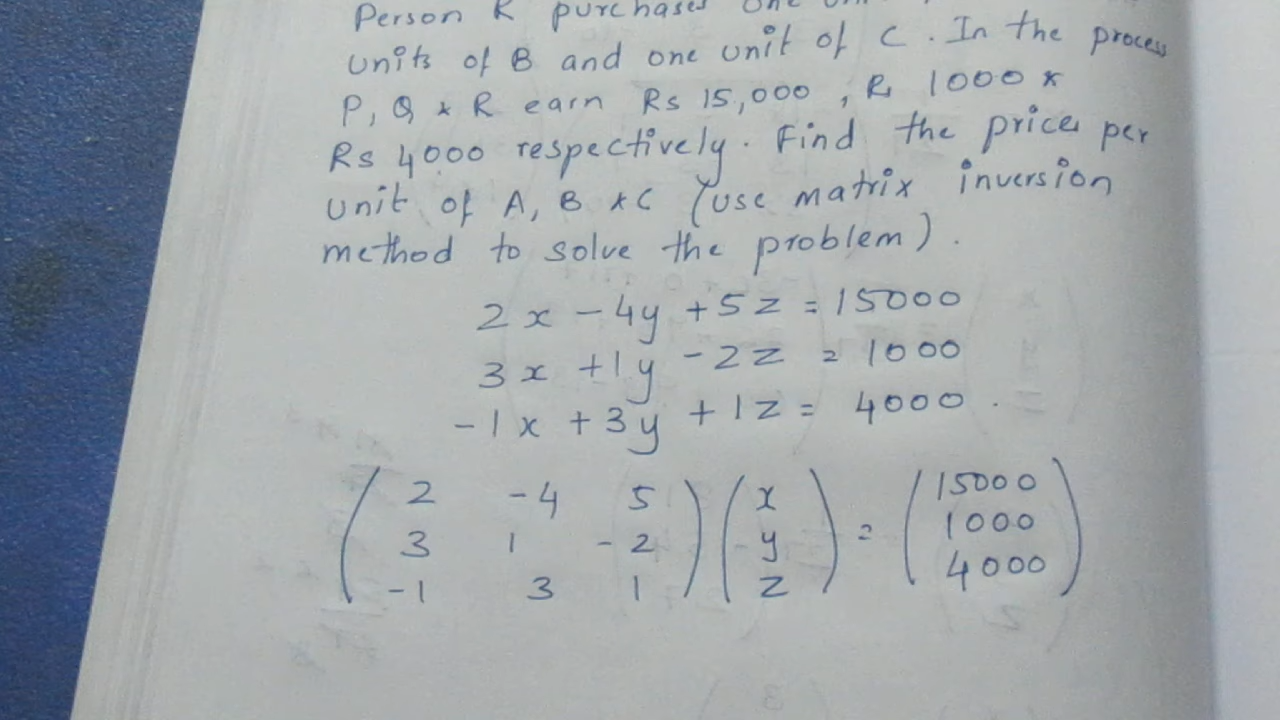 Person R purchases one
units of B and one unit of C. In the process
P, Q & R earn Rs 15,000, Rs 1000 &
Rs 4000 respectively. Find the prices per
unit of A, B & C (use matrix inversion
method to solve the problem).
2x - 4y + 5z = 15000
3x + 1y - 2z = 1000
-1x + 3y + 1z = 4000.
( 2 -4 5 ) ( x ) = ( 15000 )
( 3 1 -2 ) ( y ) = ( 1000 )
( -1 3 1 ) ( z ) = ( 4000 )